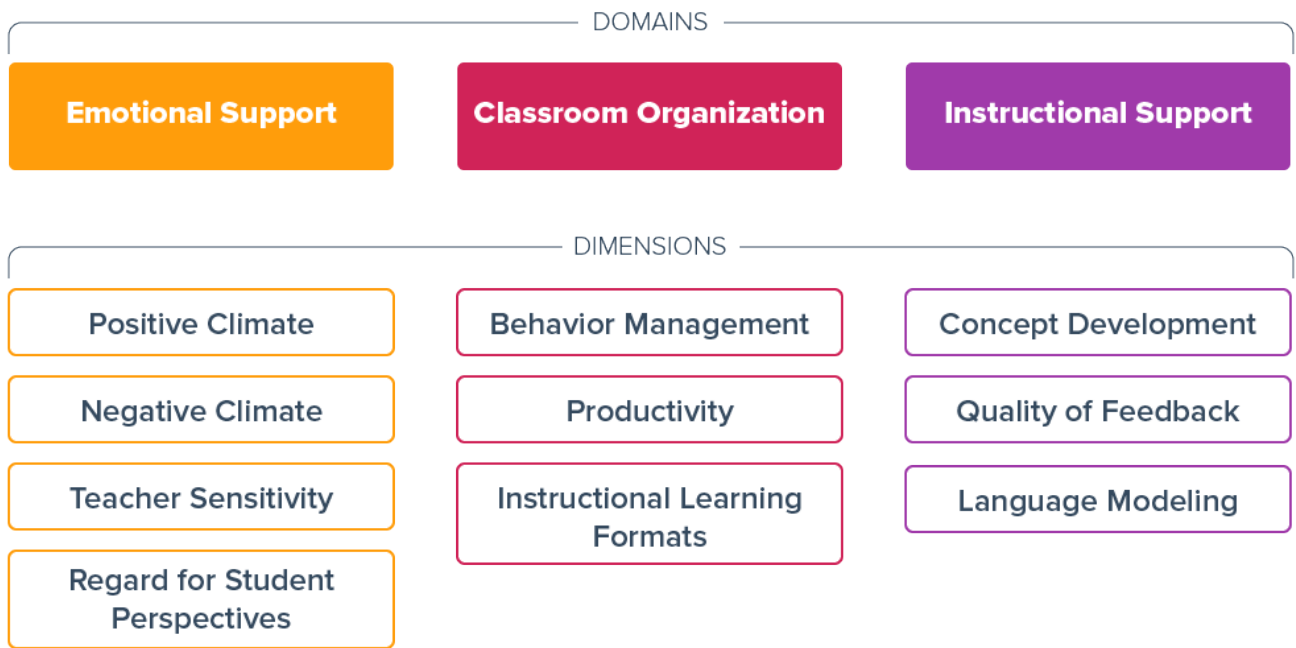 DOMAINS
Emotional Support
Classroom Organization
Instructional Support
DIMENSIONS
Positive Climate
Negative Climate
Teacher Sensitivity
Regard for Student
Perspectives
Behavior Management
Productivity
Instructional Learning
Formats
Concept Development
Quality of Feedback
Language Modeling